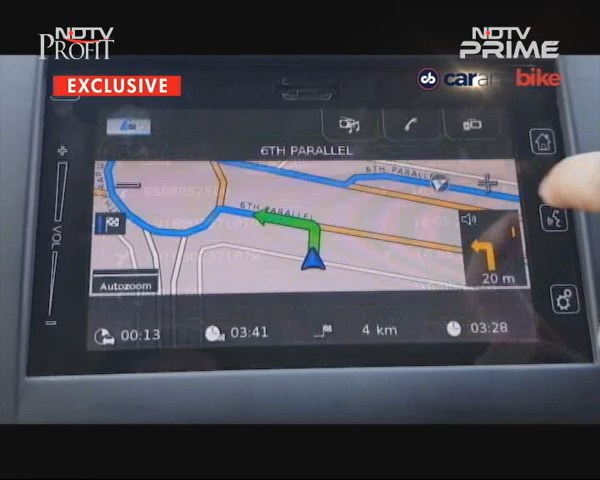 NDTV
PROFIT
NDTV
PRIME
EXCLUSIVE
cb carandbike
6TH PARALLEL
6TH PARALLEL
6TH PARALLEL
VOL
20 m
Autozoom
00:13
03:41
4 km
03:28